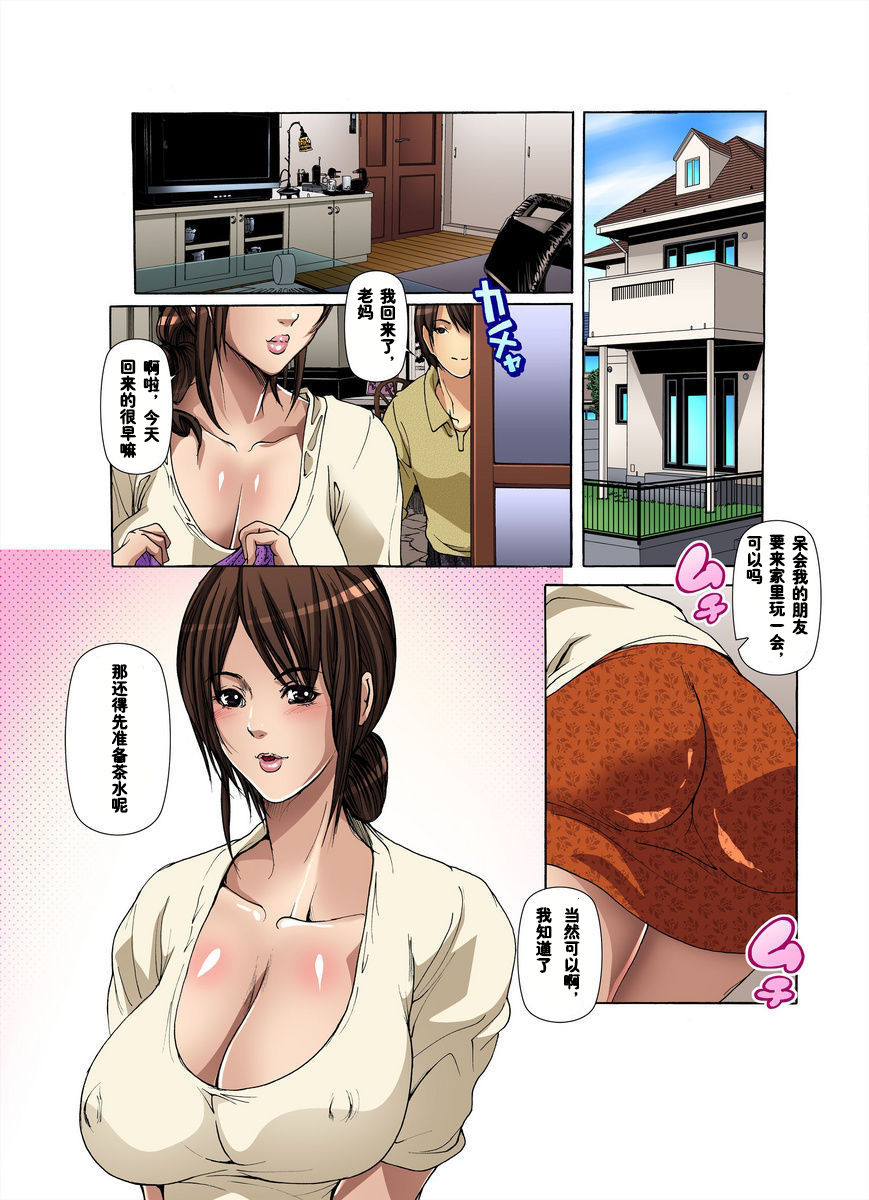 カチャ
我回来了，
老妈
啊啦，今天
回来的很早嘛
呆会我的朋友
要来家里玩一会，
可以吗
ムチ
ムチ
当然可以啊，
我知道了
那还得先准备茶水呢